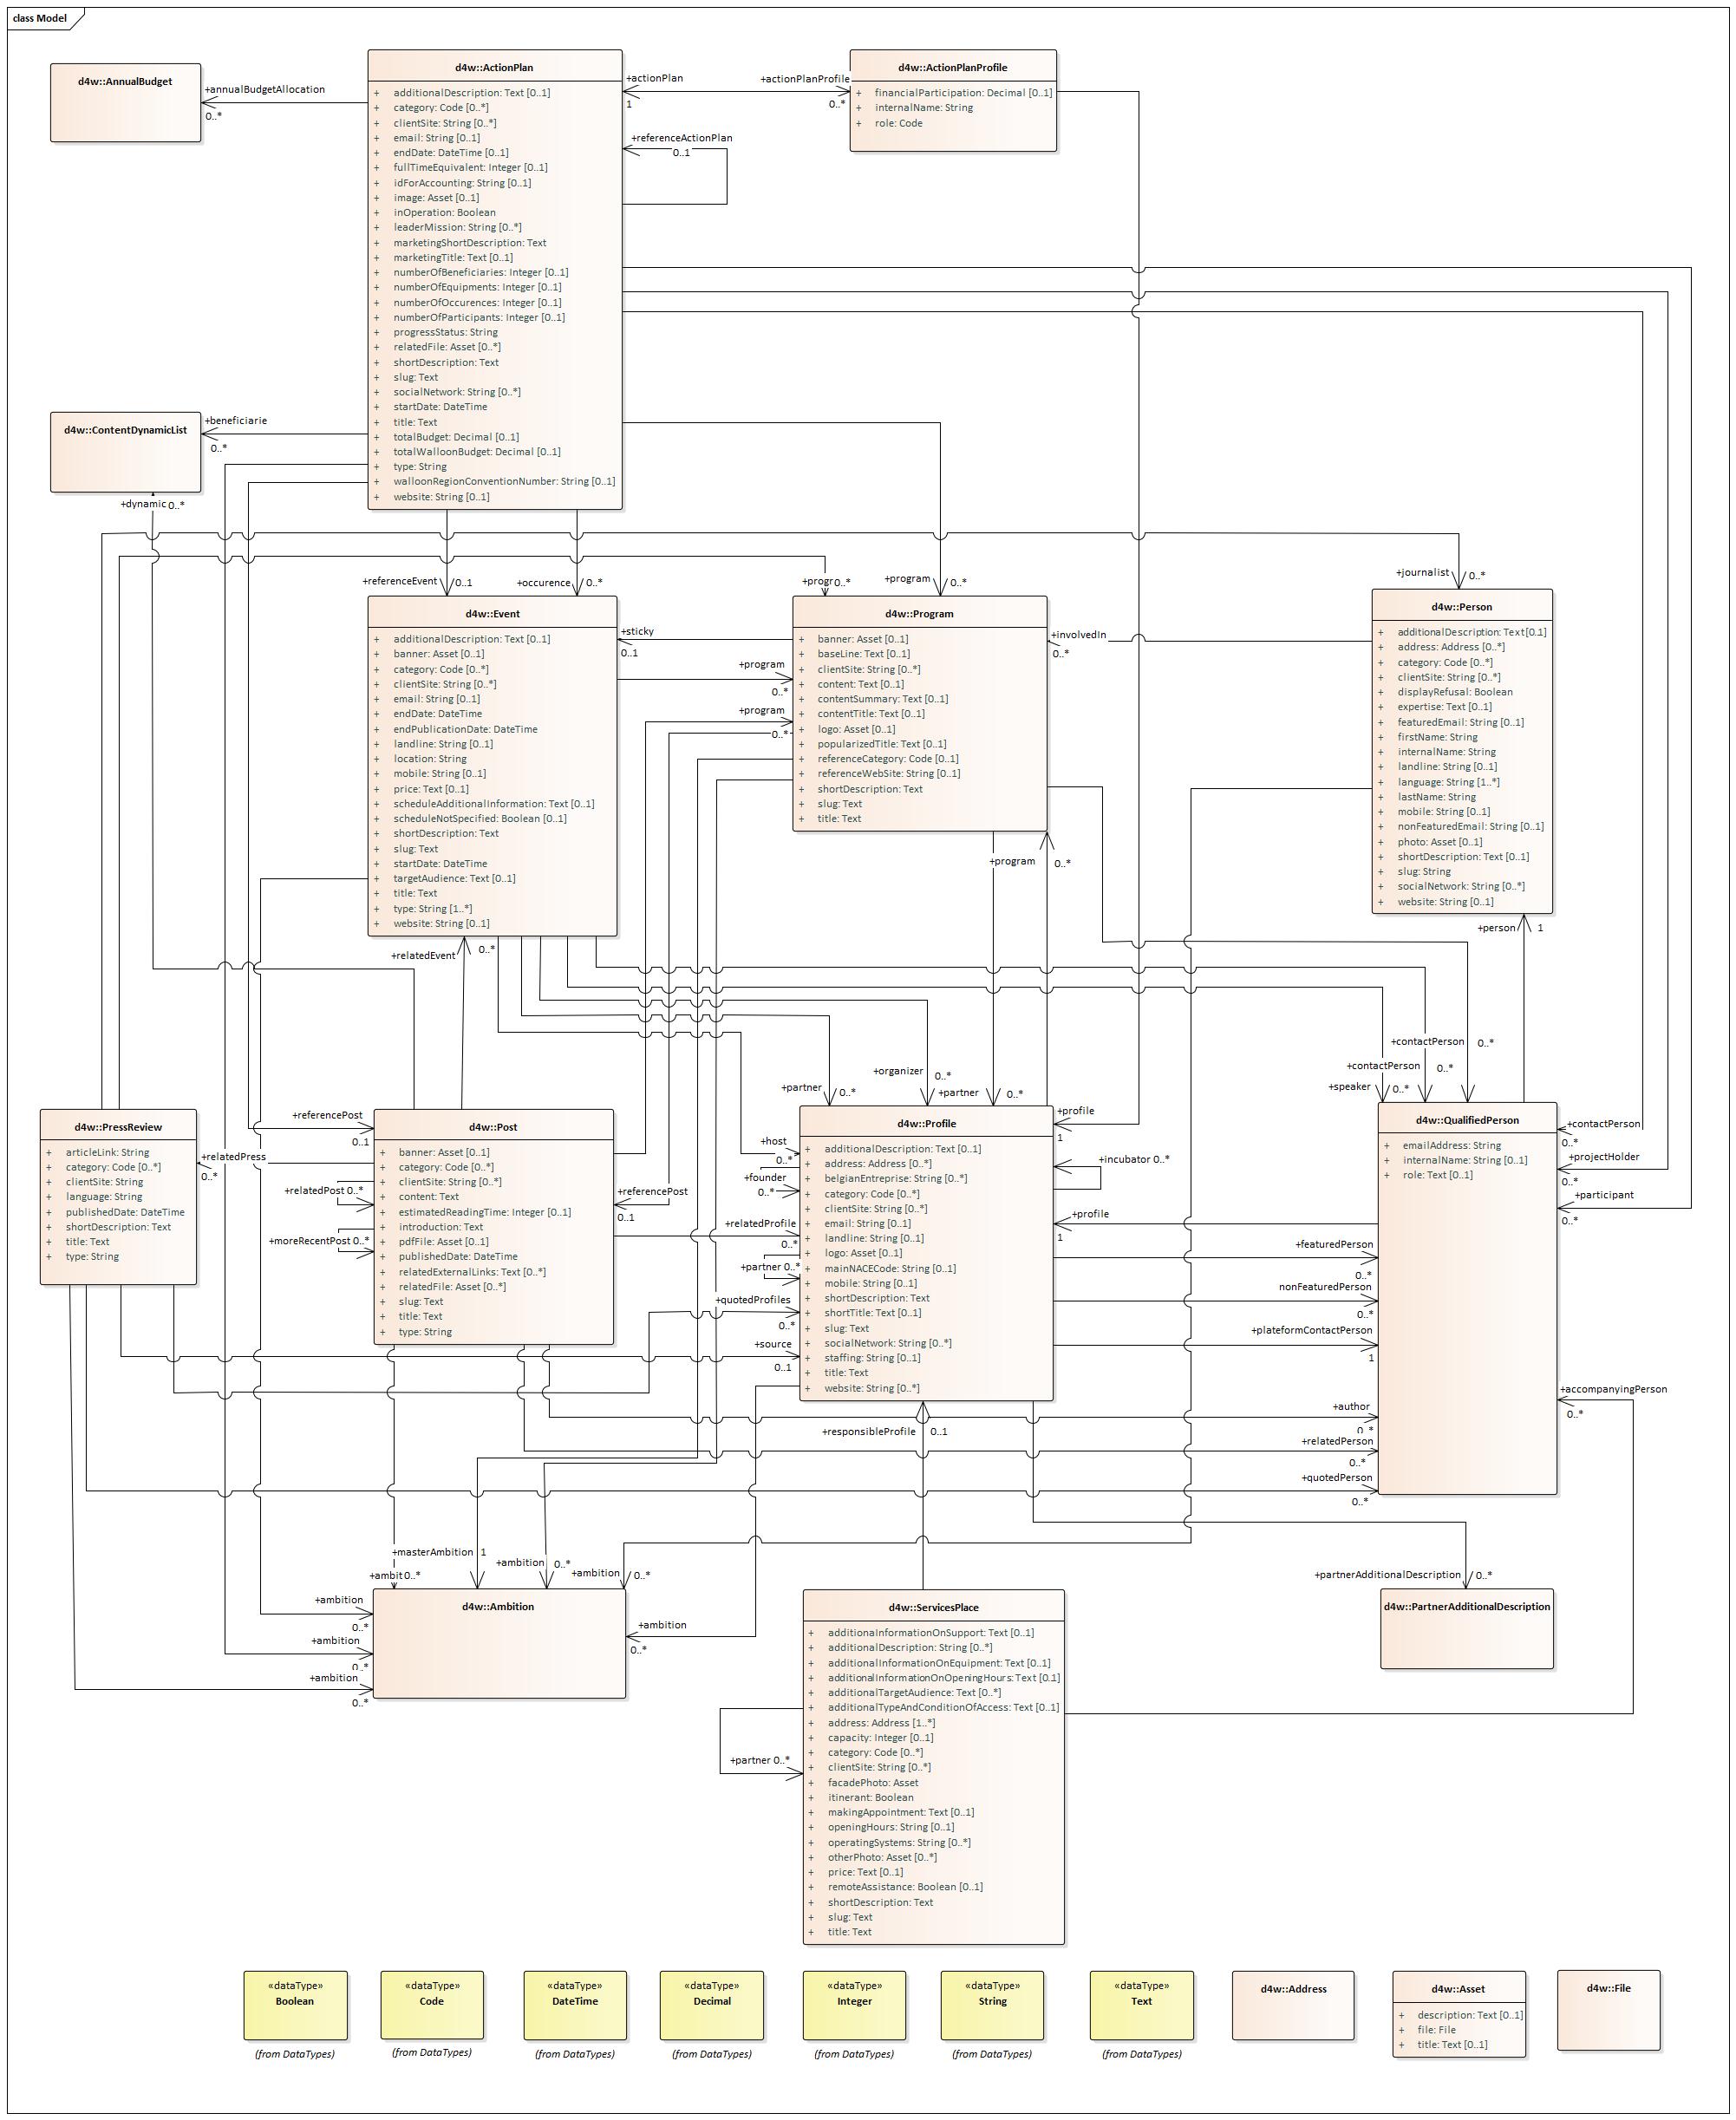 class Model
d4w::AnnualBudget
+annualBudgetAllocation
0..*
d4w::ActionPlan
+ additionalDescription: Text [0..1]
+ category: Code [0..*]
+ clientSite: String [0..*]
+ email: String [0..1]
+ endDate: DateTime [0..1]
+ fullTimeEquivalent: Integer [0..1]
+ idForAccounting: String [0..1]
+ image: Asset [0..1]
+ inOperation: Boolean
+ leaderMission: String [0..*]
+ marketingShortDescription: Text
+ marketingTitle: Text [0..1]
+ numberOfBeneficiaries: Integer [0..1]
+ numberOfEquipments: Integer [0..1]
+ numberOfOccurences: Integer [0..1]
+ numberOfParticipants: Integer [0..1]
+ progressStatus: String
+ relatedFile: Asset [0..*]
+ shortDescription: Text
+ slug: Text
+ socialNetwork: String [0..*]
+ startDate: DateTime
+ title: Text
+ totalBudget: Decimal [0..1]
+ totalWalloonBudget: Decimal [0..1]
+ type: String
+ walloonRegionConventionNumber: String [0..1]
+ website: String [0..1]
+actionPlan
1
+actionPlanProfile
0..*
+referenceActionPlan
0..1
d4w::ActionPlanProfile
+ financialParticipation: Decimal [0..1]
+ internalName: String
+ role: Code
d4w::ContentDynamicList
+beneficiarie
0..*
+dynamic 0..*
+referenceEvent 0..1
+occurence 0..*
+progr 0..*
+program 0..*
+journalist 0..*
d4w::Event
+ additionalDescription: Text [0..1]
+ banner: Asset [0..1]
+ category: Code [0..*]
+ clientSite: String [0..*]
+ email: String [0..1]
+ endDate: DateTime
+ endPublicationDate: DateTime
+ landline: String [0..1]
+ location: String
+ mobile: String [0..1]
+ price: Text [0..1]
+ scheduleAdditionalInformation: Text [0..1]
+ scheduleNotSpecified: Boolean [0..1]
+ shortDescription: Text
+ slug: Text
+ startDate: DateTime
+ targetAudience: Text [0..1]
+ title: Text
+ type: String [1..*]
+ website: String [0..1]
+sticky
0..1
+program
0..*
+program
0..*
d4w::Program
+ banner: Asset [0..1]
+ baseLine: Text [0..1]
+ clientSite: String [0..*]
+ content: Text [0..1]
+ contentSummary: Text [0..1]
+ contentTitle: Text [0..1]
+ logo: Asset [0..1]
+ popularizedTitle: Text [0..1]
+ referenceCategory: Code [0..1]
+ referenceWebSite: String [0..1]
+ shortDescription: Text
+ slug: Text
+ title: Text
+involvedIn
0..*
+program 0..*
d4w::Person
+ additionalDescription: Text[0.1]
+ address: Address [0..*]
+ category: Code [0..*]
+ clientSite: String [0..*]
+ displayRefusal: Boolean
+ expertise: Text [0..1]
+ featuredEmail: String [0..1]
+ firstName: String
+ internalName: String
+ landline: String [0..1]
+ language: String [1..*]
+ lastName: String
+ mobile: String [0..1]
+ nonFeaturedEmail: String [0..1]
+ photo: Asset [0..1]
+ shortDescription: Text [0..1]
+ slug: String
+ socialNetwork: String [0..*]
+ website: String [0..1]
+person 1
+relatedEvent 0..*
+contactPerson 0..*
+contactPerson 0..*
+speaker 0..*
+partner 0..*
+organizer 0..*
+partner 0..*
d4w::PressReview
+ articleLink: String
+ category: Code [0..*]
+ clientSite: String
+ language: String
+ publishedDate: DateTime
+ shortDescription: Text
+ title: Text
+ type: String
+referencePost
0..1
+relatedPress
0..*
+relatedPost 0..*
+moreRecentPost 0..*
d4w::Post
+ banner: Asset [0..1]
+ category: Code [0..*]
+ clientSite: String [0..*]
+ content: Text
+ estimatedReadingTime: Integer [0..1]
+ introduction: Text
+ pdfFile: Asset [0..1]
+ publishedDate: DateTime
+ relatedExternalLinks: Text [0..*]
+ relatedFile: Asset [0..*]
+ slug: Text
+ title: Text
+ type: String
+referencePost
0..1
+host
0..*
+founder
0..*
+relatedProfile
0..*
+partner 0..*
+quotedProfiles
0..*
+source
0..1
d4w::Profile
+ additionalDescription: Text [0..1]
+ address: Address [0..*]
+ belgianEntreprise: String [0..*]
+ category: Code [0..*]
+ clientSite: String [0..*]
+ email: String [0..1]
+ landline: String [0..1]
+ logo: Asset [0..1]
+ mainNACECode: String [0..1]
+ mobile: String [0..1]
+ shortDescription: Text
+ shortTitle: Text [0..1]
+ slug: Text
+ socialNetwork: String [0..*]
+ staffing: String [0..1]
+ title: Text
+ website: String [0..*]
+profile
1
+incubator 0..*
+profile
1
+featuredPerson
0..*
nonFeaturedPerson
0..*
+plateformContactPerson
1
+author
0..*
+relatedPerson
0..*
+quotedPerson
0..*
d4w::QualifiedPerson
+ emailAddress: String
+ internalName: String [0..1]
+ role: Text [0..1]
+contactPerson
0..*
+projectHolder
0..*
+participant
0..*
+accompanyingPerson
0..*
+responsibleProfile 0..1
+masterAmbition 1
+ambit 0..*
+ambition 0..*
+ambition 0..*
+ambition
0..*
+ambition
0..*
+ambition
0..*
d4w::Ambition
+ambition
0..*
+partnerAdditionalDescription 0..*
d4w::PartnerAdditionalDescription
d4w::ServicesPlace
+ additionaInformationOnSupport: Text [0..1]
+ additionalDescription: String [0..*]
+ additionalInformationOnEquipment: Text [0..1]
+ additionalInformationOnOpeningHours: Text [0.1]
+ additionalTargetAudience: Text [0..*]
+ additionalTypeAndConditionOfAccess: Text [0..1]
+ address: Address [1..*]
+ capacity: Integer [0..1]
+ category: Code [0..*]
+ clientSite: String [0..*]
+ facadePhoto: Asset
+ itinerant: Boolean
+ makingAppointment: Text [0..1]
+ openingHours: String [0..1]
+ operatingSystems: String [0..*]
+ otherPhoto: Asset [0..*]
+ price: Text [0..1]
+ remoteAssistance: Boolean [0..1]
+ shortDescription: Text
+ slug: Text
+ title: Text
+partner 0..*
«dataType»
Boolean
(from DataTypes)
«dataType»
Code
(from DataTypes)
«dataType»
DateTime
(from DataTypes)
«dataType»
Decimal
(from DataTypes)
«dataType»
Integer
(from DataTypes)
«dataType»
String
(from DataTypes)
«dataType»
Text
(from DataTypes)
d4w::Address
d4w::Asset
+ description: Text [0..1]
+ file: File
+ title: Text [0..1]
d4w::File